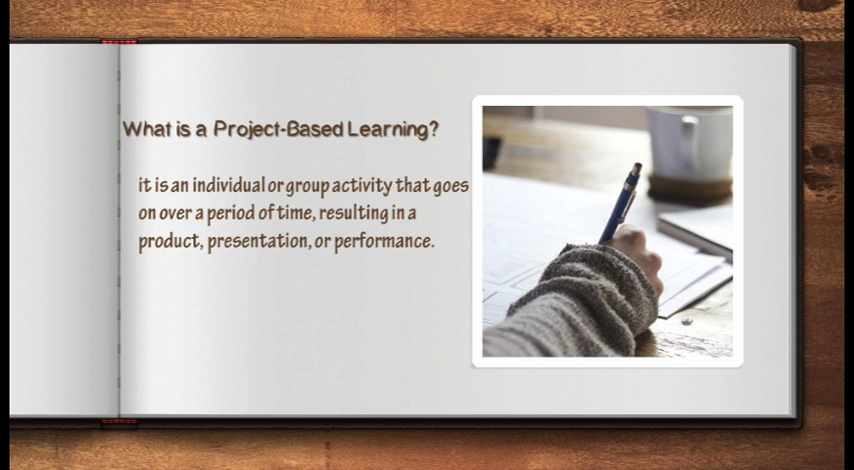 What is a Project-Based Learning?
it is an individual or group activity that goes
on over a period of time, resulting in a
product, presentation, or performance.